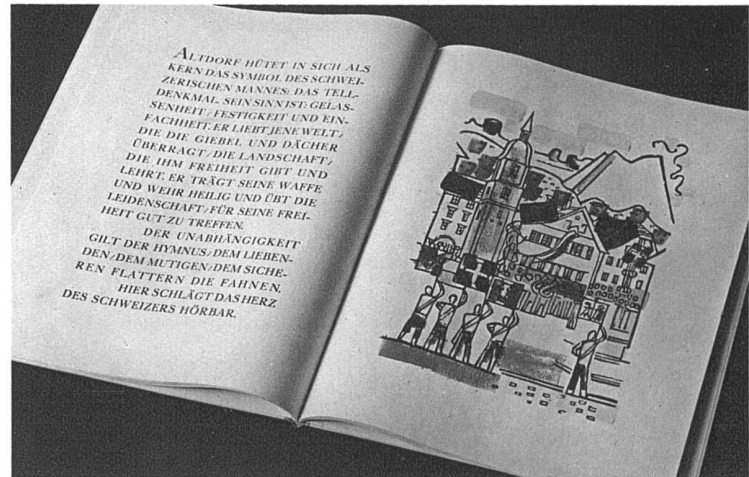 ALTDORF HÜTET IN SICH ALS
KERN DAS SYMBOL DES SCHWEI-
ZERISCHEN MANNES: DAS TELL-
DENKMAL. SEIN SINN IST: GELAS-
SENHEIT/FESTIGKEIT UND EIN-
FACHHEIT. ER LIEBT JENE WELT/
DIE DIE GIEBEL UND DÄCHER
ÜBERRAGT/DIE LANDSCHAFT/
DIE IHM FREIHEIT GIBT UND
LEHRT. ER TRÄGT SEINE WAFFE
UND WEHR HEILIG UND ÜBT DIE
LEIDENSCHAFT/FÜR SEINE FREI-
HEIT GUT ZU TREFFEN.
DER UNABHÄNGIGKEIT
GILT DER HYMNUS/DEM LIEBEN-
DEN/DEM MUTIGEN/DEM SICHE-
REN FLATTERN DIE FAHNEN.
HIER SCHLÄGT DAS HERZ
DES SCHWEIZERS HÖRBAR.